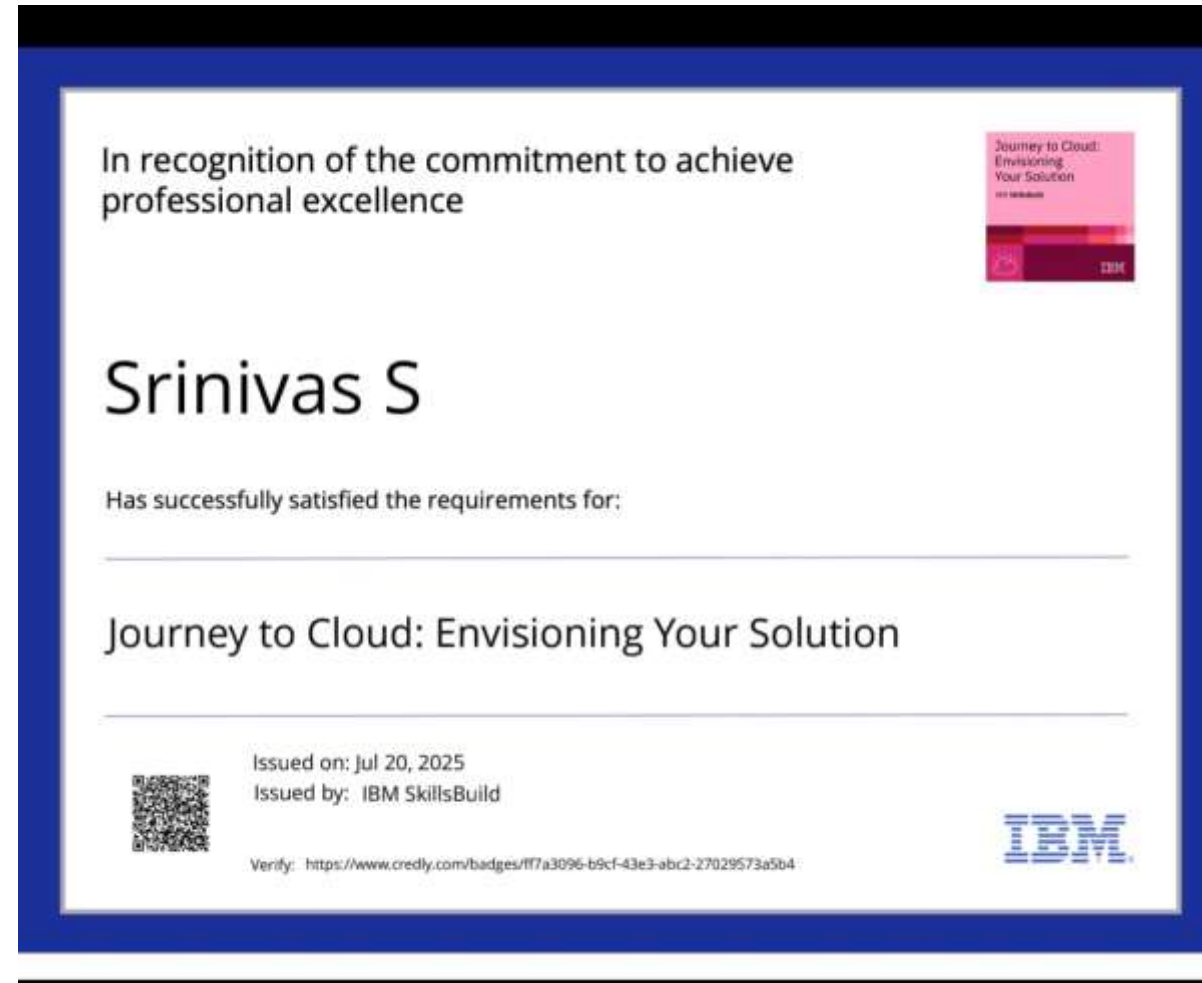 In recognition of the commitment to achieve
professional excellence
Journey to Cloud:
Envisioning
Your Solution
IBM
Srinivas S
Has successfully satisfied the requirements for:
Journey to Cloud: Envisioning Your Solution
Issued on: Jul 20, 2025
Issued by: IBM SkillsBuild
Verify: https://www.credly.com/badges/ff7a3096-b9cf-43e3-abc2-27029573a5b4
IBM